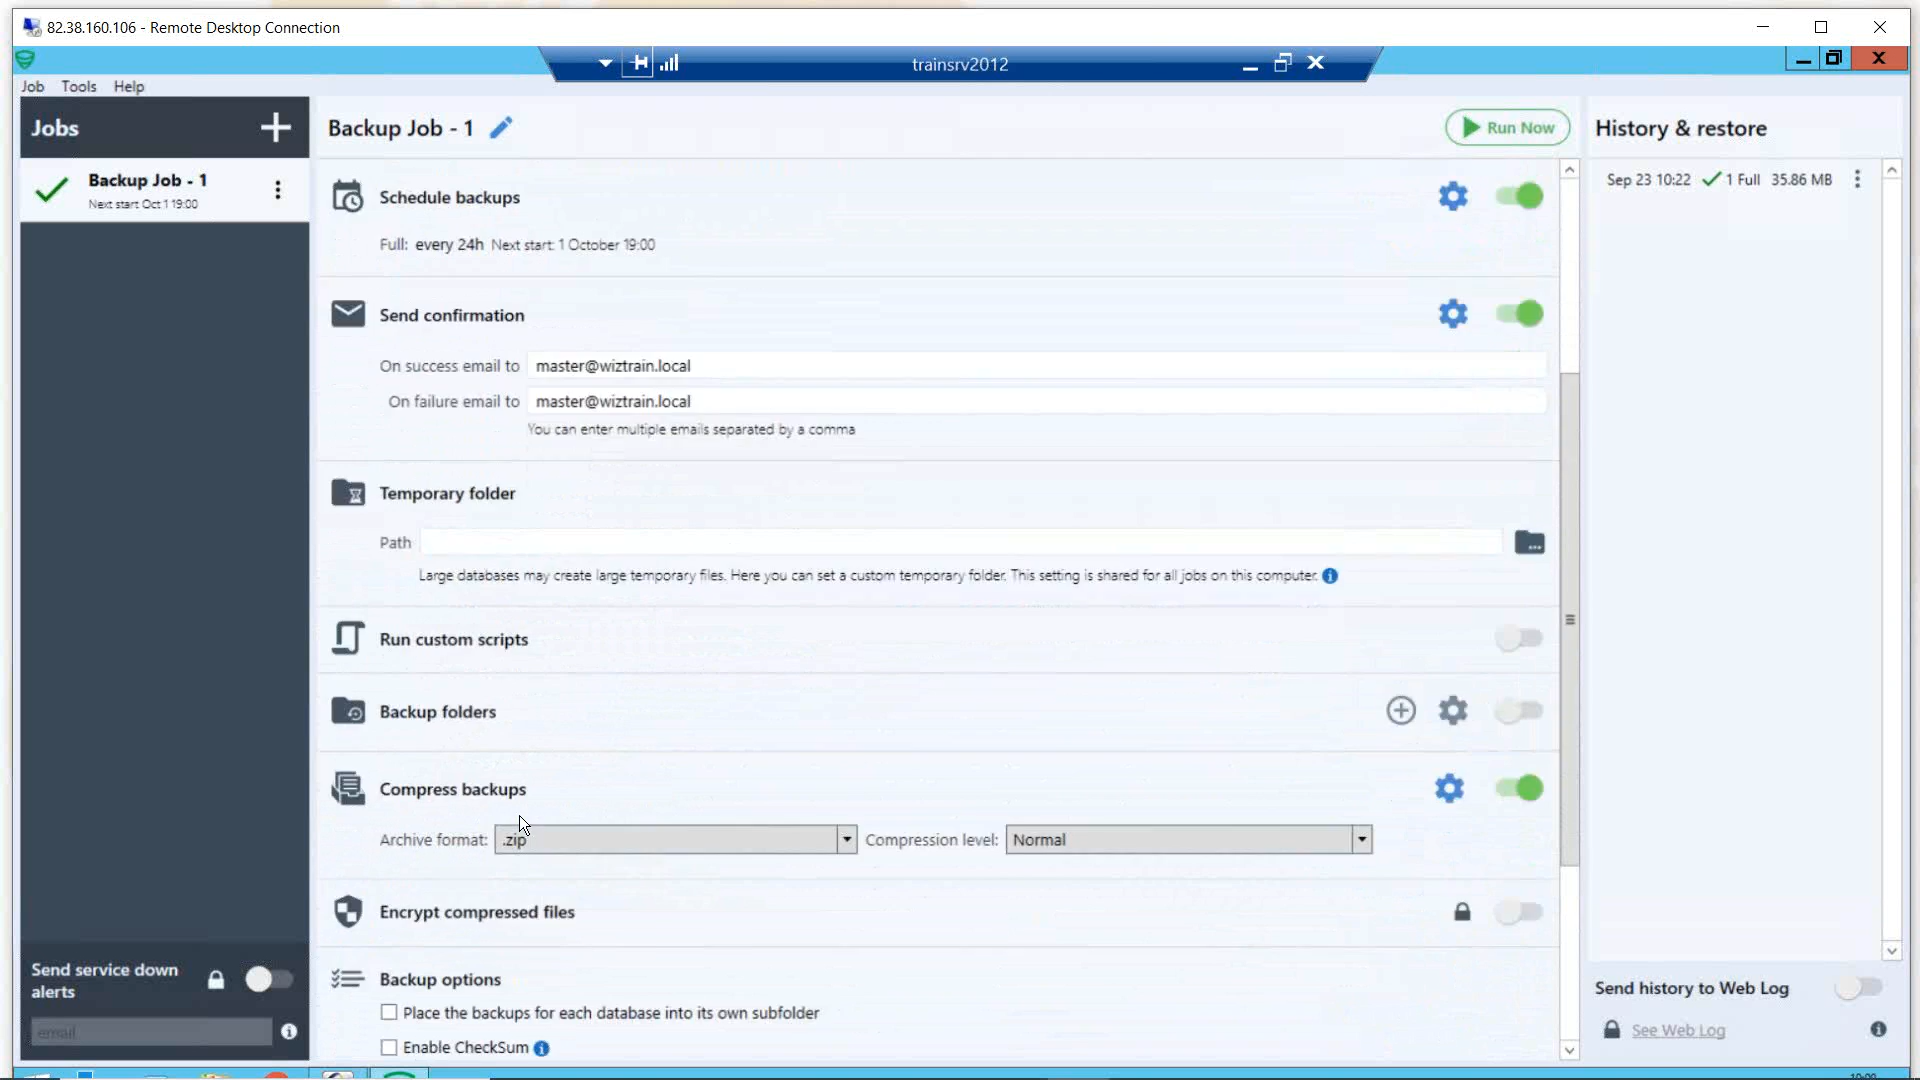 82.38.160.106 - Remote Desktop Connection
trainsrv2012
Job Tools Help
Jobs
Backup Job - 1
Next start Oct 1 19:00
Send service down
alerts
email
Backup Job - 1
Run Now
Schedule backups
Full: every 24h Next start: 1 October 19:00
Send confirmation
On success email to master@wiztrain.local
On failure email to master@wiztrain.local
You can enter multiple emails separated by a comma
Temporary folder
Path
Large databases may create large temporary files. Here you can set a custom temporary folder. This setting is shared for all jobs on this computer.
Run custom scripts
Backup folders
Compress backups
Archive format: .zip Compression level: Normal
Encrypt compressed files
Backup options
Place the backups for each database into its own subfolder
Enable CheckSum
History & restore
Sep 23 10:22 1 Full 35.86 MB
Send history to Web Log
See Web Log